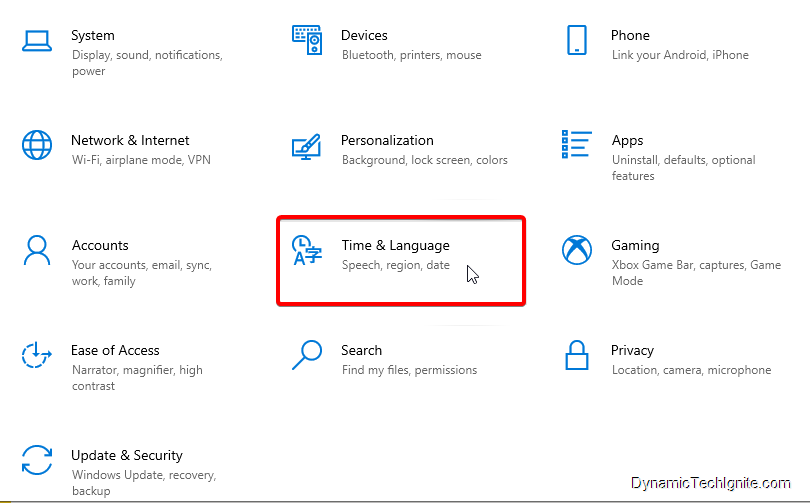 System
Display, sound, notifications,
power
Devices
Bluetooth, printers, mouse
Phone
Link your Android, iPhone
Network & Internet
Wi-Fi, airplane mode, VPN
Personalization
Background, lock screen, colors
Apps
Uninstall, defaults, optional
features
Accounts
Your accounts, email, sync,
work, family
A字
Time & Language
Speech, region, date
Gaming
Xbox Game Bar, captures, Game
Mode
Ease of Access
Narrator, magnifier, high
contrast
Search
Find my files, permissions
Privacy
Location, camera, microphone
Update & Security
Windows Update, recovery,
backup
DynamicTechIgnite.com